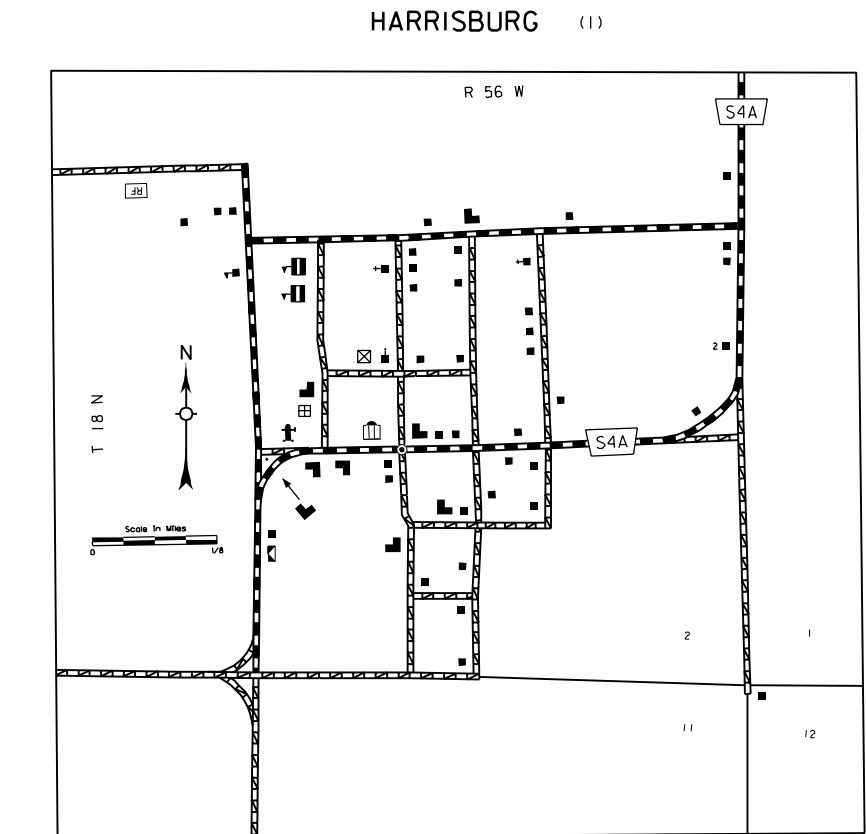 HARRISBURG (1)
R 56 W
S4A
RF
2
N
T 18 N
S4A
Scale in Miles
0 1/8
2 1
11 12